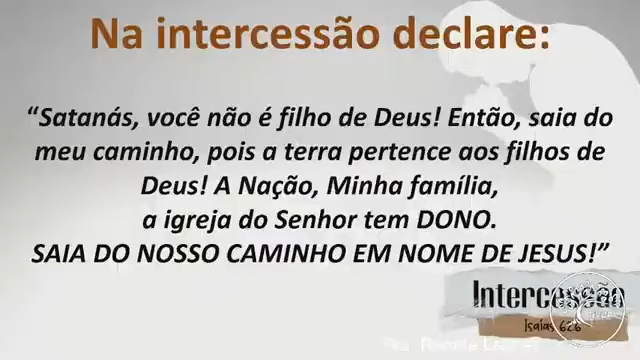 Na intercessão declare:
“Satanás, você não é filho de Deus! Então, saia do
meu caminho, pois a terra pertence aos filhos de
Deus! A Nação, Minha família,
a igreja do Senhor tem DONO.
SAIA DO NOSSO CAMINHO EM NOME DE JESUS!”
Intercessão
Isaías 62:6